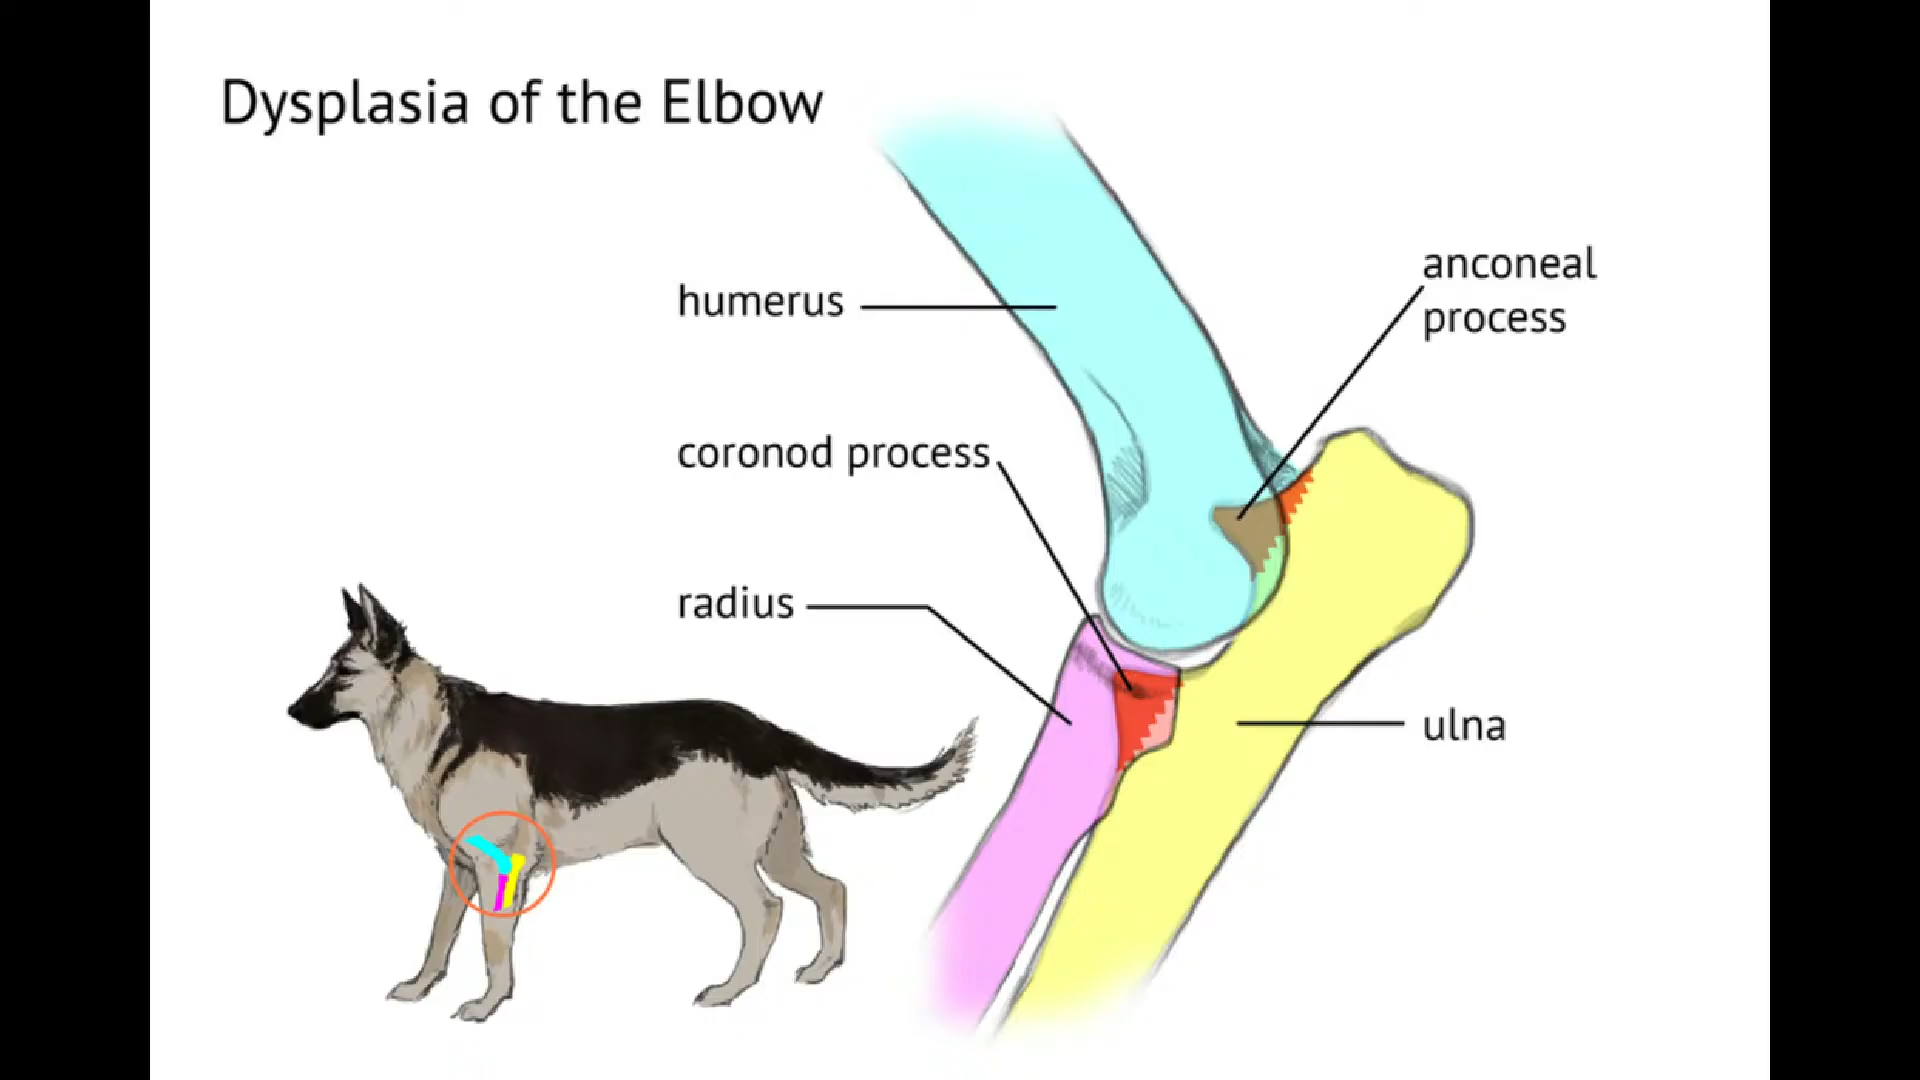 Dysplasia of the Elbow
humerus
anconeal
process
coronod process
radius
ulna